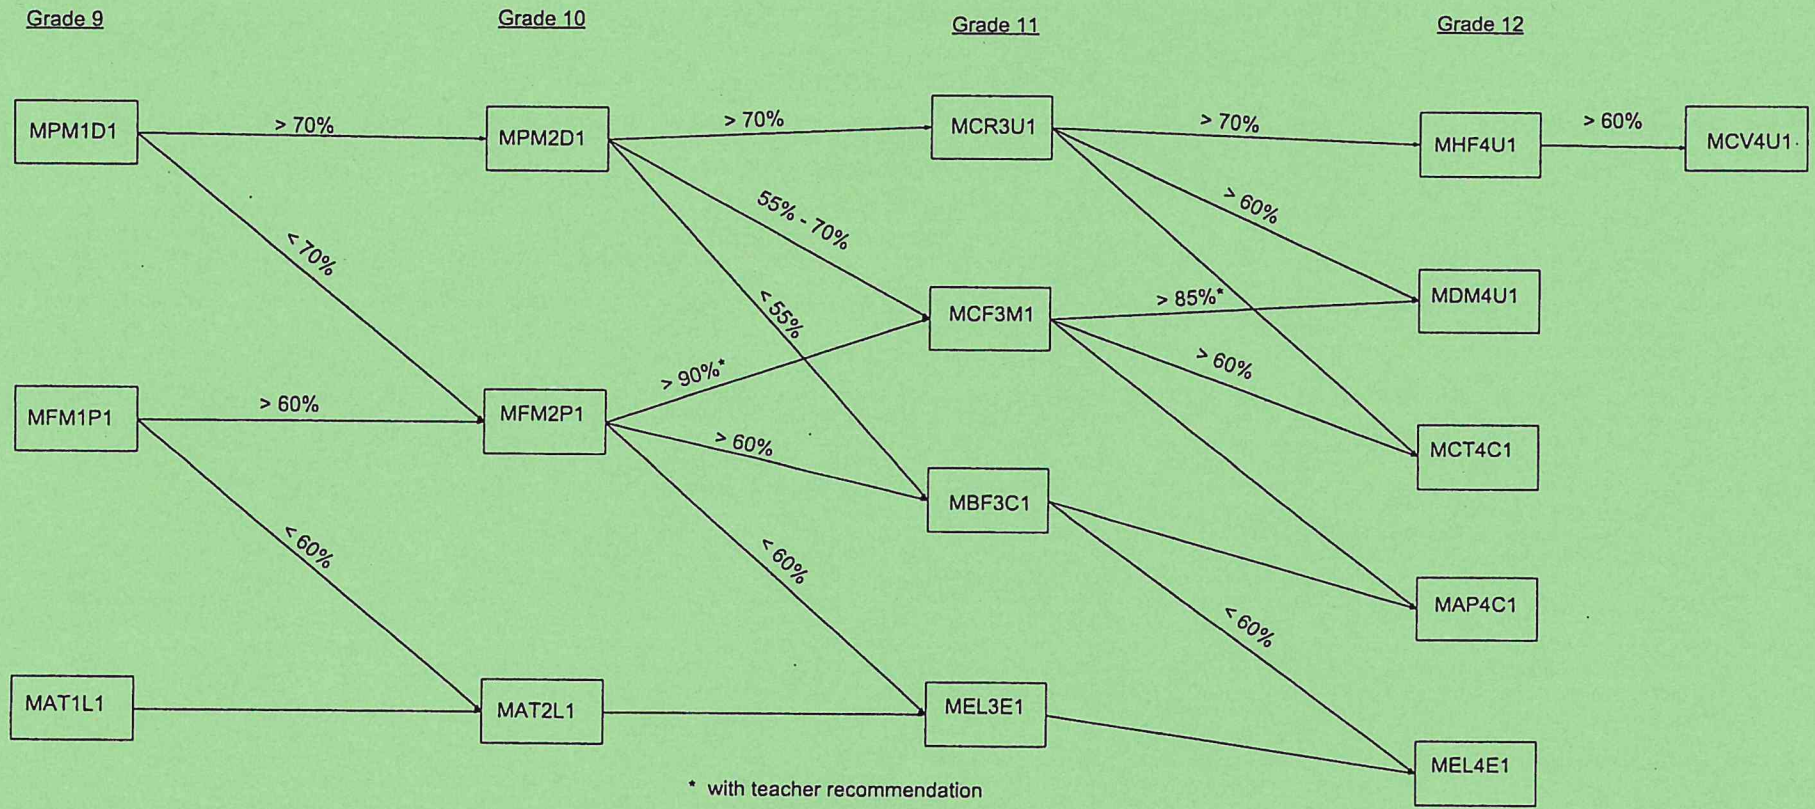 Grade 9
Grade 10
Grade 11
Grade 12
MPM1D1
> 70%
MPM2D1
> 70%
MCR3U1
> 70%
MHF4U1
> 60%
MCV4U1
< 70%
55% - 70%
< 55%
> 60%
MCF3M1
> 85%*
MDM4U1
MFM1P1
> 60%
MFM2P1
> 90%*
> 60%
> 60%
MCT4C1
MBF3C1
< 60%
< 60%
< 60%
MAP4C1
MAT1L1
MAT2L1
MEL3E1
MEL4E1
* with teacher recommendation